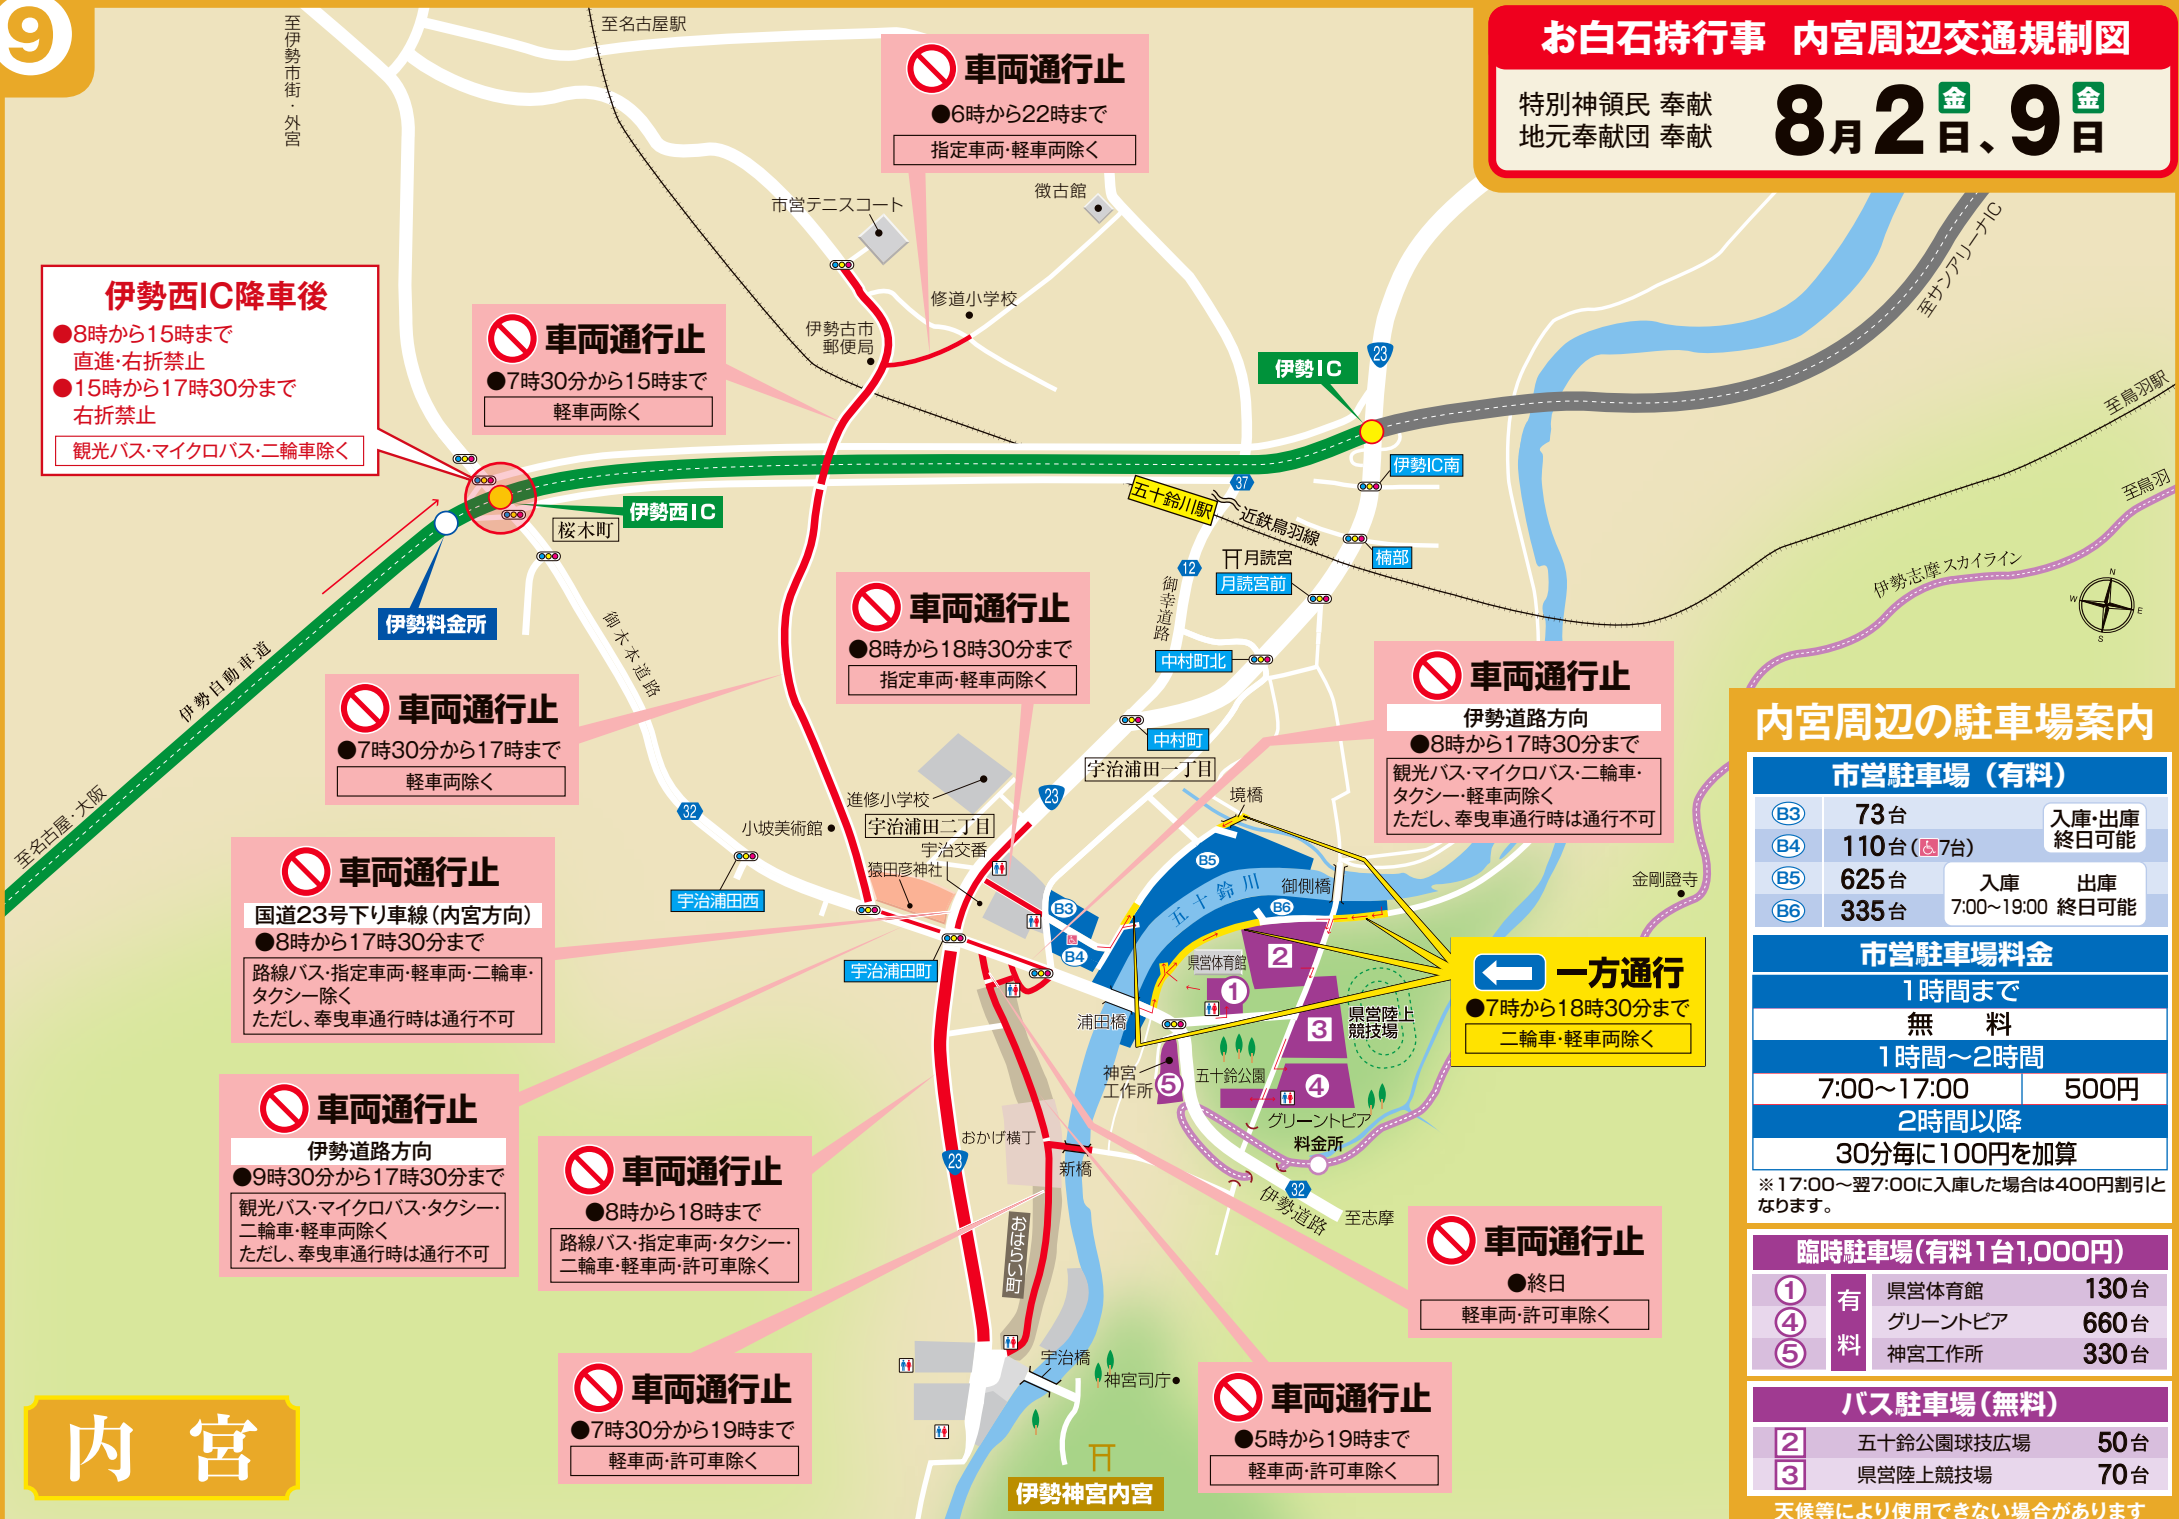 9
お白石持行事 内宮周辺交通規制図
特別神領民 奉献
地元奉献団 奉献
8月2日金、9日金
至伊勢市街・外宮
至名古屋駅
車両通行止
●6時から22時まで
指定車両・軽車両除く
徴古館
市営テニスコート
至サンアリーナIC
伊勢西IC降車後
●8時から15時まで
直進・右折禁止
●15時から17時30分まで
右折禁止
観光バス・マイクロバス・二輪車除く
車両通行止
●7時30分から15時まで
軽車両除く
修道小学校
伊勢古市
郵便局
伊勢IC
23
至鳥羽駅
伊勢IC南
37
至鳥羽
伊勢西IC
桜木町
五十鈴川駅
近鉄鳥羽線
楠部
月読宮
月読宮前
12
御幸道路
伊勢志摩スカイライン
N
W
E
S
伊勢料金所
御木本道路
伊勢自動車道
車両通行止
●8時から18時30分まで
指定車両・軽車両除く
中村町北
中村町
宇治浦田一丁目
車両通行止
伊勢道路方向
●8時から17時30分まで
観光バス・マイクロバス・二輪車・
タクシー・軽車両除く
ただし、奉曳車通行時は通行不可
車両通行止
●7時30分から17時まで
軽車両除く
至名古屋・大阪
32
進修小学校
小坡美術館
宇治浦田二丁目
宇治交番
猿田彦神社
23
境橋
宇治浦田西
宇治浦田町
B3
B4
B5
五十鈴川
御側橋
B6
金剛證寺
車両通行止
国道23号下り車線(内宮方向)
●8時から17時30分まで
路線バス・指定車両・軽車両・二輪車・
タクシー除く
ただし、奉曳車通行時は通行不可
県営体育館
2
1
3
県営陸上
競技場
浦田橋
神宮
工作所
5
五十鈴公園
4
グリーントピア
料金所
一方通行
●7時から18時30分まで
二輪車・軽車両除く
車両通行止
伊勢道路方向
●9時30分から17時30分まで
観光バス・マイクロバス・タクシー・
二輪車・軽車両除く
ただし、奉曳車通行時は通行不可
車両通行止
●8時から18時まで
路線バス・指定車両・タクシー・
二輪車・軽車両・許可車除く
おかげ横丁
23
新橋
おはらい町
32
伊勢道路
至志摩
車両通行止
●終日
軽車両・許可車除く
車両通行止
●7時30分から19時まで
軽車両・許可車除く
宇治橋
神宮司庁
車両通行止
●5時から19時まで
軽車両・許可車除く
伊勢神宮内宮
内宮
内宮周辺の駐車場案内
市営駐車場(有料)
B3 73台
B4 110台(7台)
入庫・出庫
終日可能
B5 625台
B6 335台
入庫 出庫
7:00~19:00 終日可能
市営駐車場料金
1時間まで
無 料
1時間~2時間
7:00~17:00 500円
2時間以降
30分毎に100円を加算
※17:00~翌7:00に入庫した場合は400円割引と
なります。
臨時駐車場(有料1台1,000円)
有料
① 県営体育館 130台
④ グリーントピア 660台
⑤ 神宮工作所 330台
バス駐車場(無料)
2 五十鈴公園球技広場 50台
3 県営陸上競技場 70台
天候等により使用できない場合があります